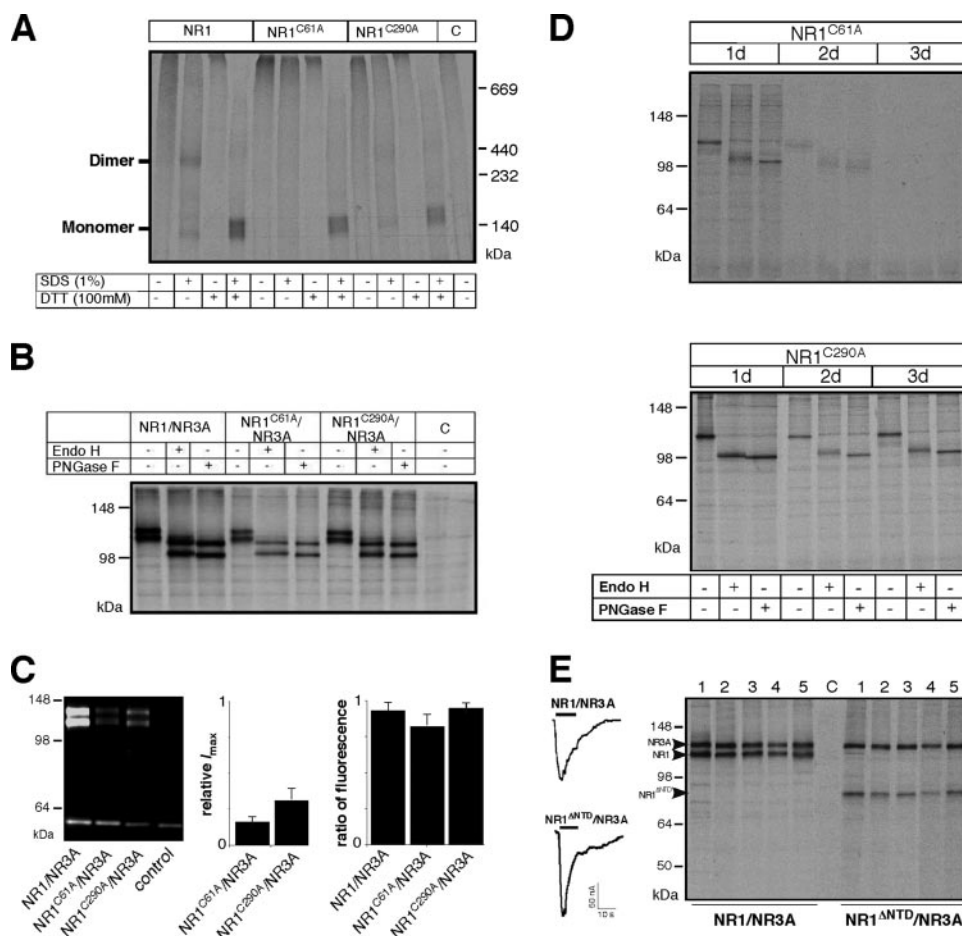 A
NR1 NR1C61A NR1C290A C
669
Dimer
440
232
Monomer
140
kDa
SDS (1%) - + - + - + - + - + - + -
DTT (100mM) - - + + - - + + - - + + -
B
NR1/NR3A NR1C61A/NR3A NR1C290A/NR3A C
Endo H - + - - + - - + - -
PNGase F - - + - - + - - + -
148
98
kDa
C
148
98
64
kDa
NR1/NR3A
NR1C61A/NR3A
NR1C290A/NR3A
control
relative Imax
1
0
NR1C61A/NR3A
NR1C290A/NR3A
ratio of fluorescence
1
0
NR1/NR3A
NR1C61A/NR3A
NR1C290A/NR3A
D
NR1C61A
1d 2d 3d
148
98
64
kDa
NR1C290A
1d 2d 3d
148
98
64
kDa
Endo H - + - - + - - + -
PNGase F - - + - - + - - +
E
NR1/NR3A
NR1ΔNTD/NR3A
50 nA
10 s
1 2 3 4 5 C 1 2 3 4 5
148
NR3A
NR1
98
NR1ΔNTD
64
50
kDa
NR1/NR3A NR1ΔNTD/NR3A